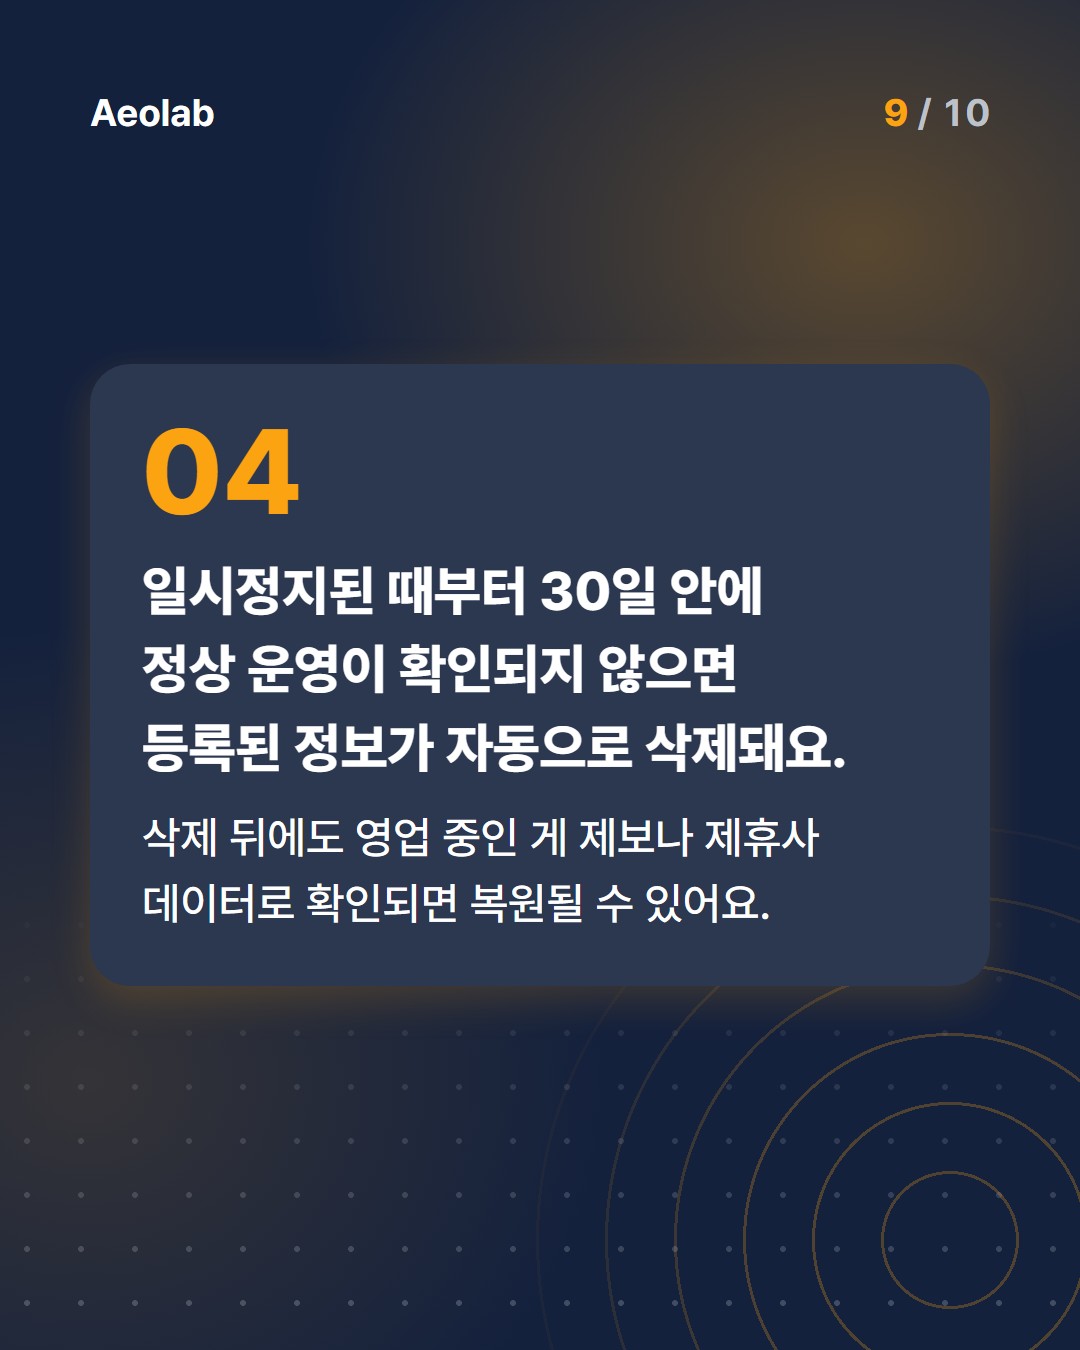 Aeolab
9 / 10
04
일시정지된 때부터 30일 안에
정상 운영이 확인되지 않으면
등록된 정보가 자동으로 삭제돼요.
삭제 뒤에도 영업 중인 게 제보나 제휴사
데이터로 확인되면 복원될 수 있어요.